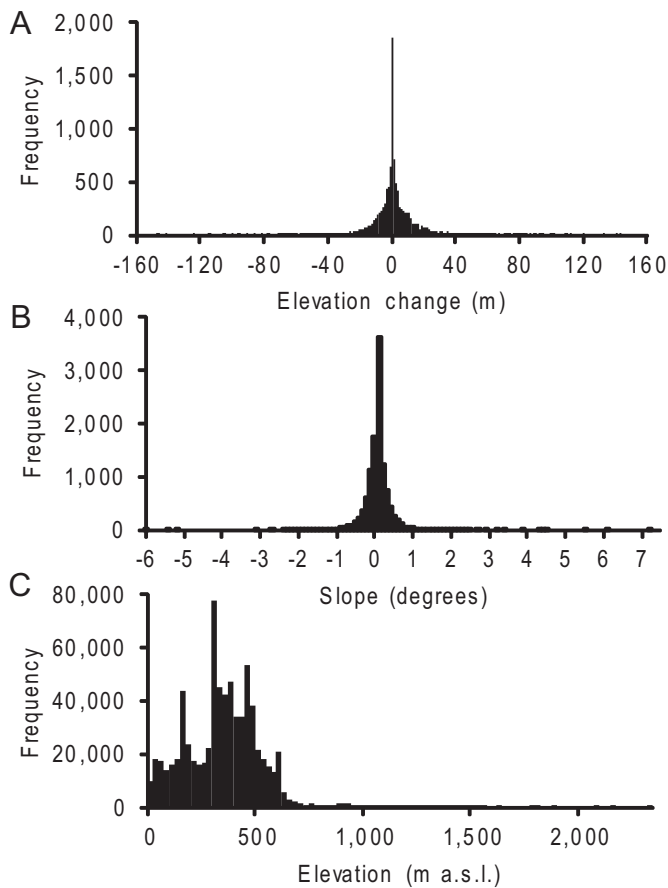 A
2,000
1,500
1,000
500
0
Frequency
-160 -120 -80 -40 0 40 80 120 160
Elevation change (m)
B
4,000
3,000
2,000
1,000
0
Frequency
-6 -5 -4 -3 -2 -1 0 1 2 3 4 5 6 7
Slope (degrees)
C
80,000
60,000
40,000
20,000
0
Frequency
0 500 1,000 1,500 2,000
Elevation (m a.s.l.)